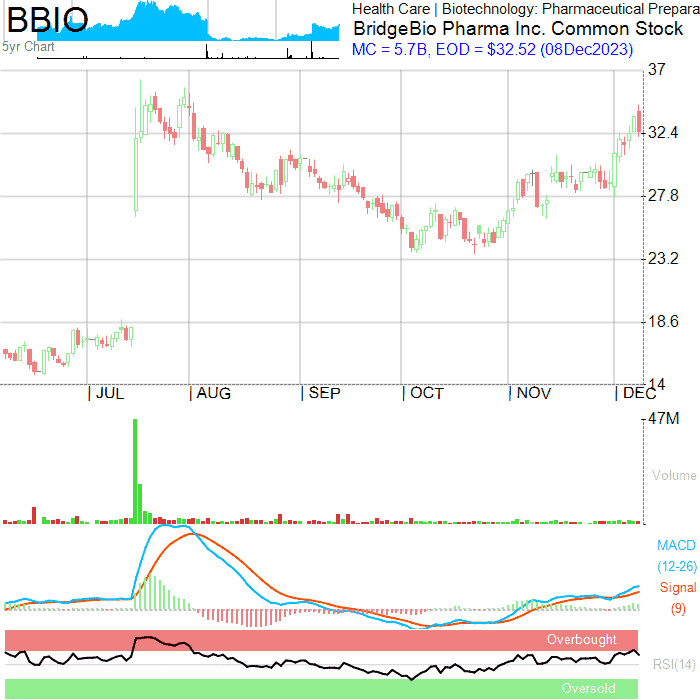 BBIO
5yr Chart
Health Care | Biotechnology: Pharmaceutical Prepara
BridgeBio Pharma Inc. Common Stock
MC = 5.7B, EOD = $32.52 (08Dec2023)
37
32.4
27.8
23.2
18.6
14
JUL
AUG
SEP
OCT
NOV
DEC
47M
Volume
MACD
(12-26)
Signal
(9)
Overbought
RSI(14)
Oversold